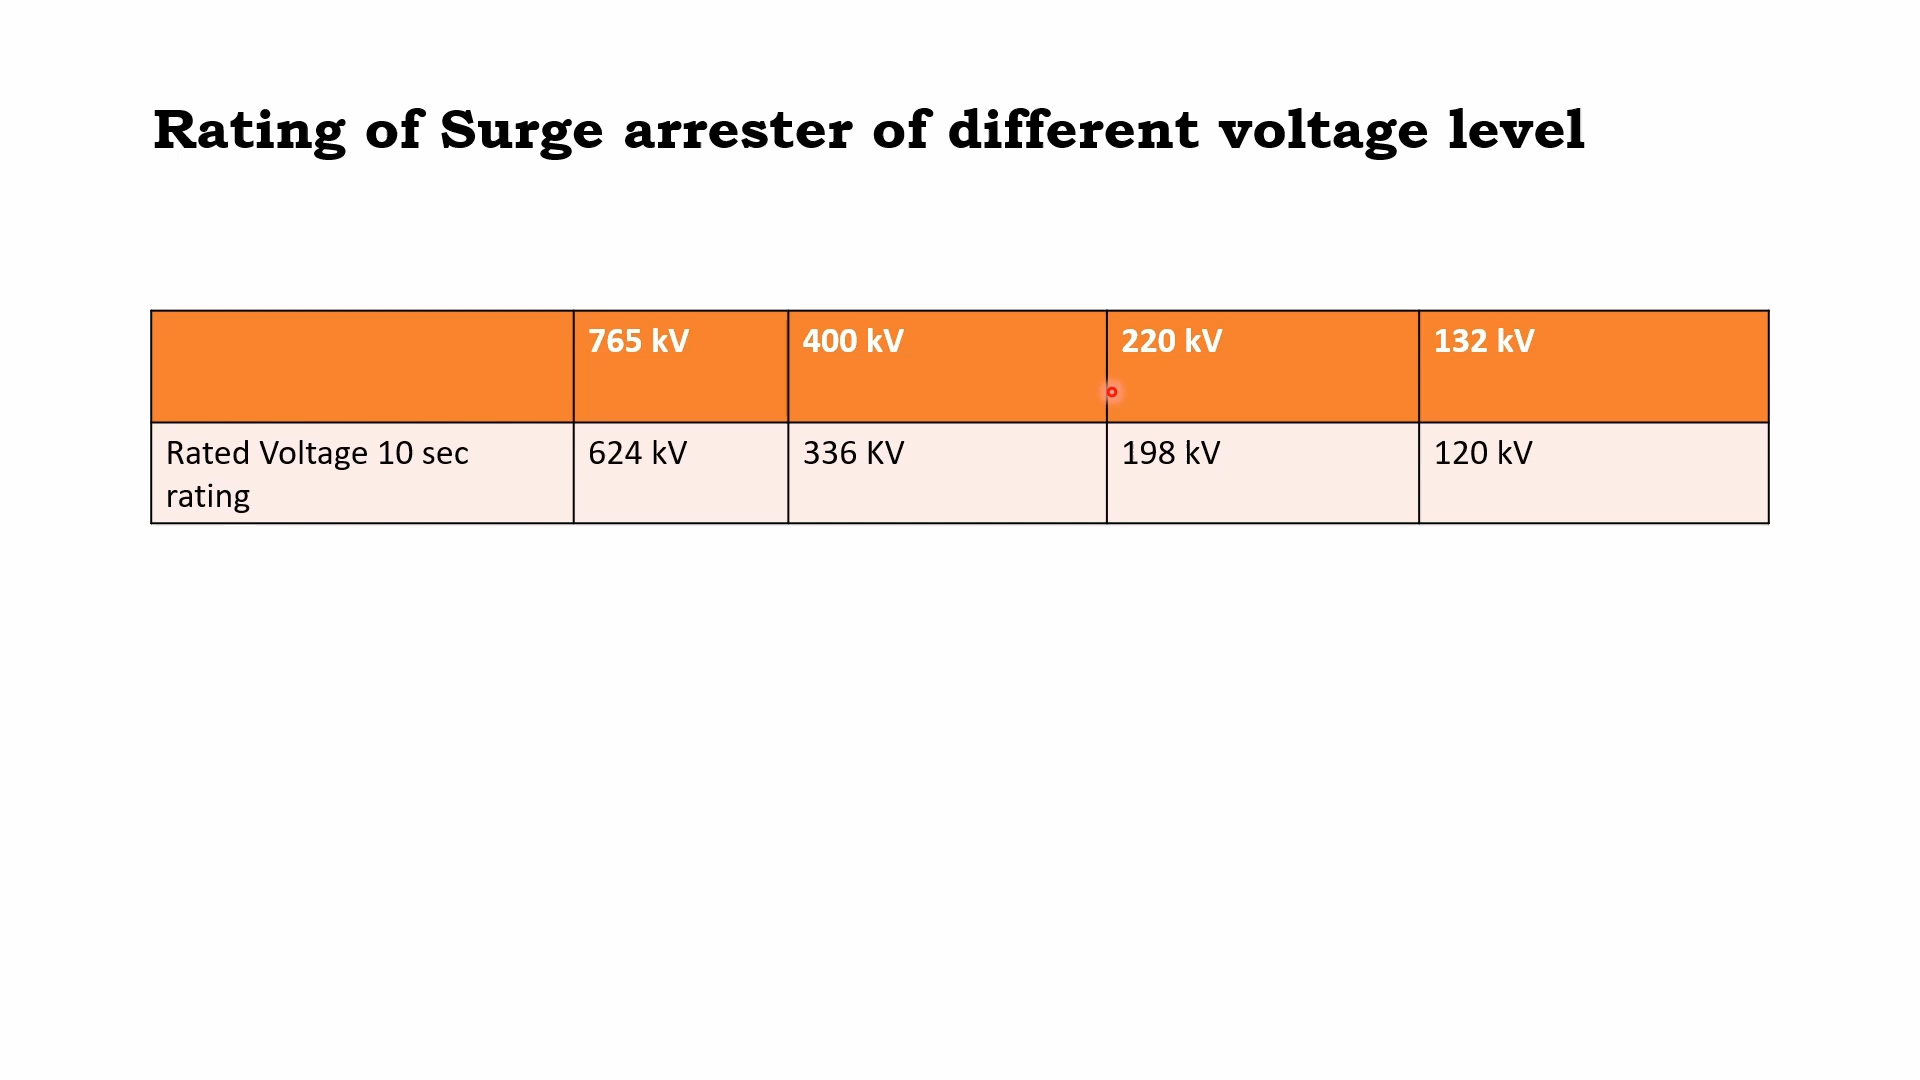 Rating of Surge arrester of different voltage level
765 kV 400 kV 220 kV 132 kV
Rated Voltage 10 sec 624 kV 336 KV 198 kV 120 kV
rating